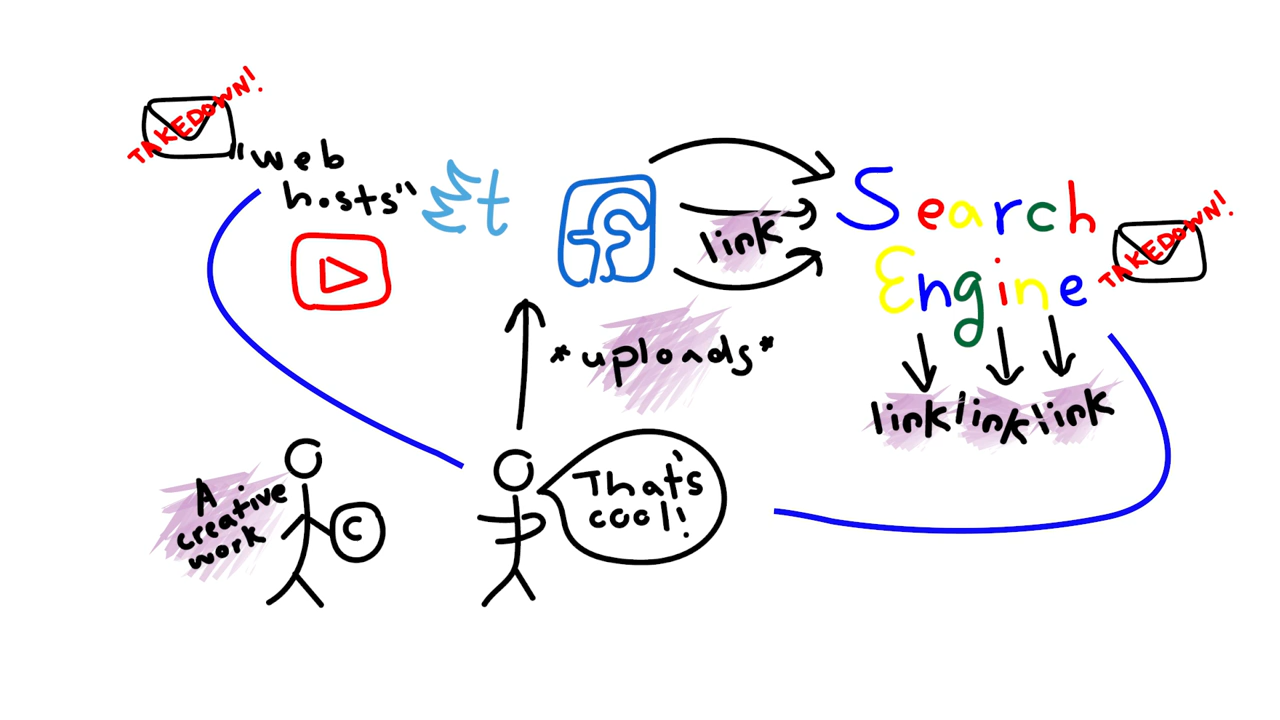 TAKEDOWN!
"web
hosts"
t
f
link
Search
Engine
TAKEDOWN!
link link link
*uploads*
A
creative
work
C
That's
cool!